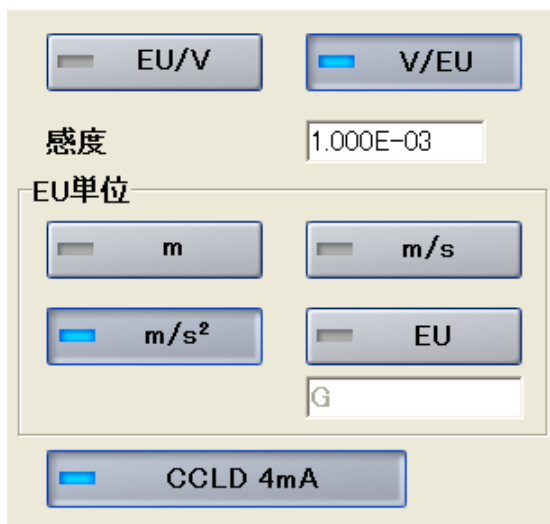 EU/V V/EU
感度 1.000E-03
EU単位
m m/s
m/s² EU
G
CCLD 4mA